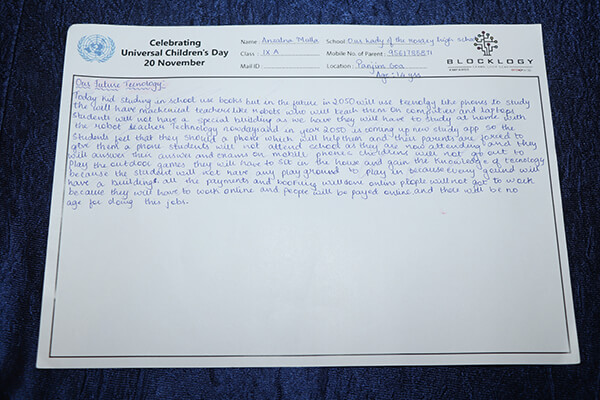 Celebrating
Universal Children's Day
20 November
Name : Ansalna Mulla School : Our lady of the rosary high school
Class : IX A Mobile No. of Parent : 9561785871
Mail ID : Location : Panjim Goa
Age: 14 yrs
BLOCKLOGY
Our Future Tecnology:-
Today kid studing in school use books but in the future in 2050 will use tecnolgy like phones to study
the will have machenical teachers like Robots who will teach them on computer and laptops
students will not have a special building as we have they will have to study at home with
the Robot teacher Technology nowdays and in year 2050 is coming up new study app so the
students feel that they should a phone which will help them and their parents are forced to
give them a phone students will not attend school as they are now attending and they
will answer their answer and exams on mobile phones childrens will not go out to
play the outdoor games they will have to sit in the house and gain the knowledge of tecnology
because the student will not have any playground to play in because every ground will
have a building. all the payments and booking will online people will not go to work
because they will have to work online and people will be payed online and there will be no
age for doing this jobs.